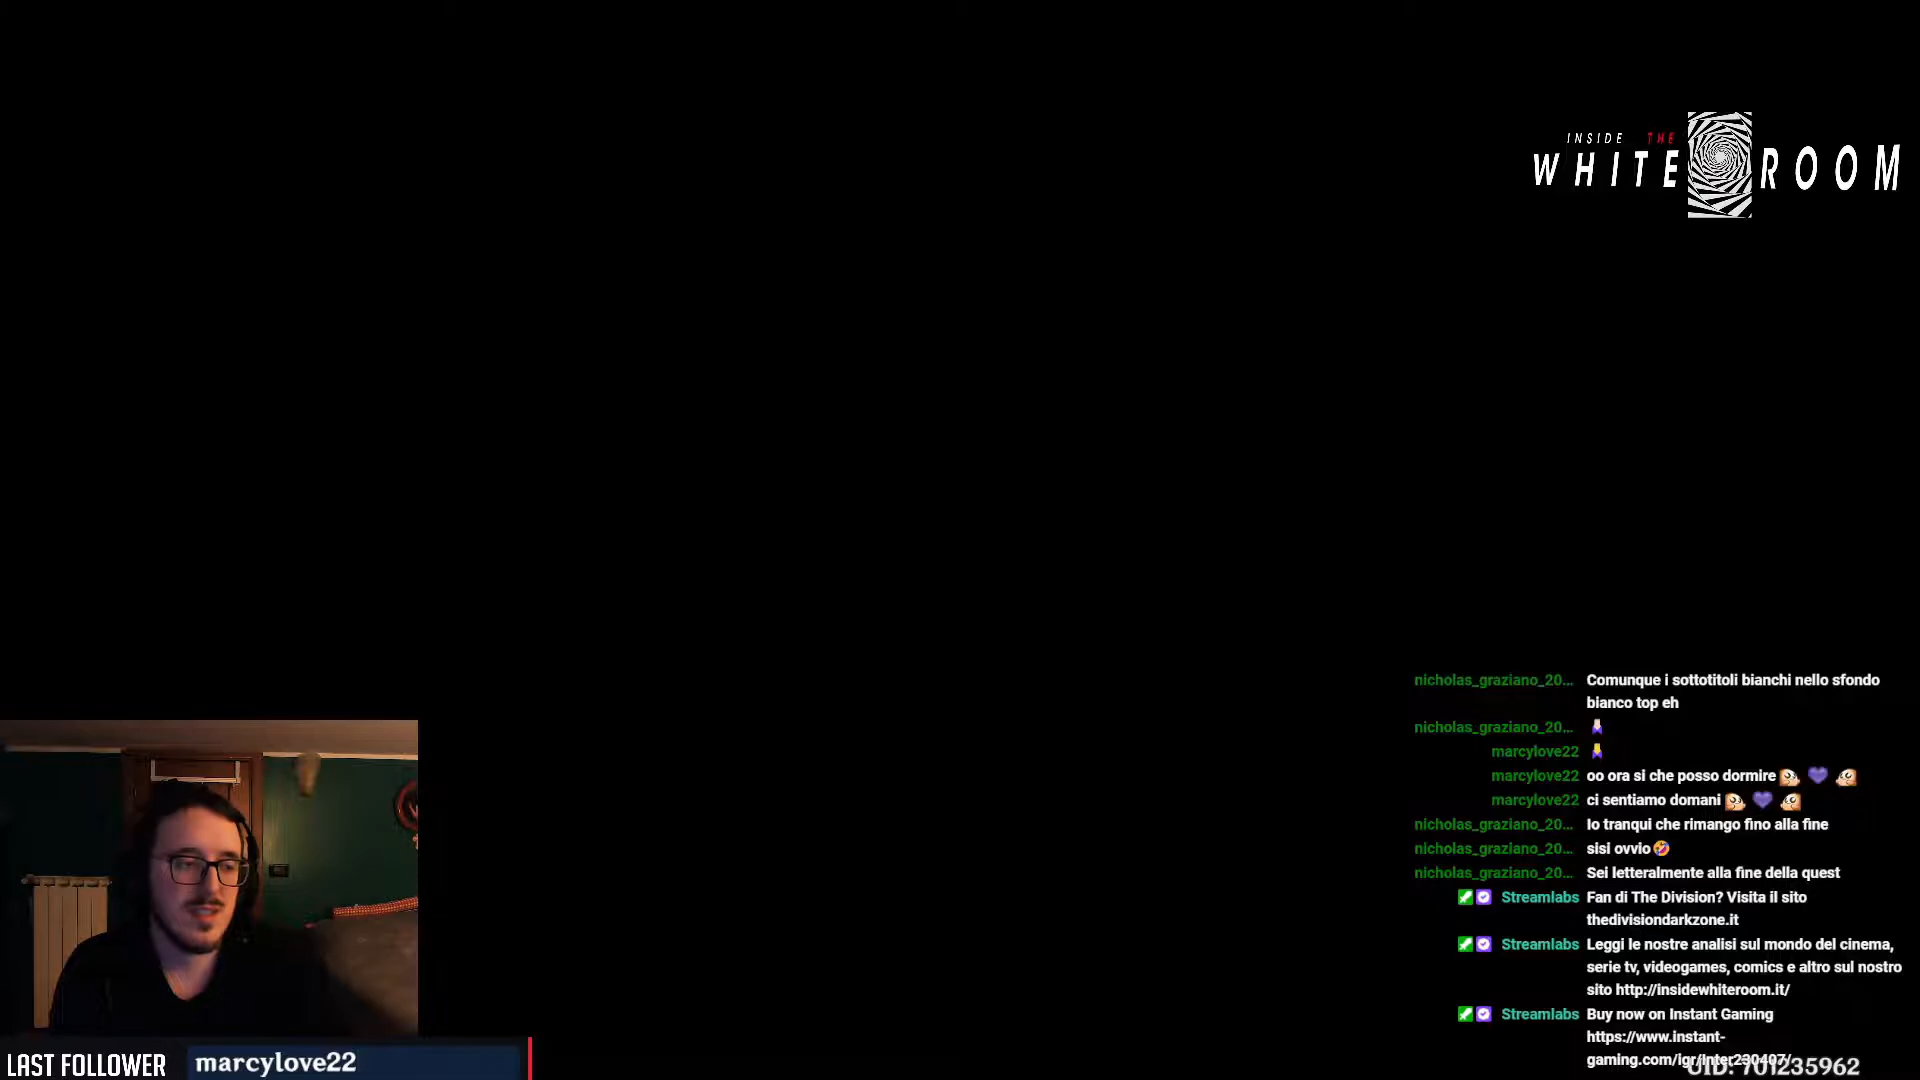 INSIDE THE
WHITE ROOM
nicholas_graziano_20... Comunque i sottotitoli bianchi nello sfondo
bianco top eh
nicholas_graziano_20...
marcylove22
marcylove22 oo ora si che posso dormire
marcylove22 ci sentiamo domani
nicholas_graziano_20... Io tranqui che rimango fino alla fine
nicholas_graziano_20... sisi ovvio
nicholas_graziano_20... Sei letteralmente alla fine della quest
Streamlabs Fan di The Division? Visita il sito
thedivisiondarkzone.it
Streamlabs Leggi le nostre analisi sul mondo del cinema,
serie tv, videogames, comics e altro sul nostro
sito http://insidewhiteroom.it/
Streamlabs Buy now on Instant Gaming
https://www.instant-
gaming.com/igr/Inter230407/
UID: 701235962
LAST FOLLOWER marcylove22